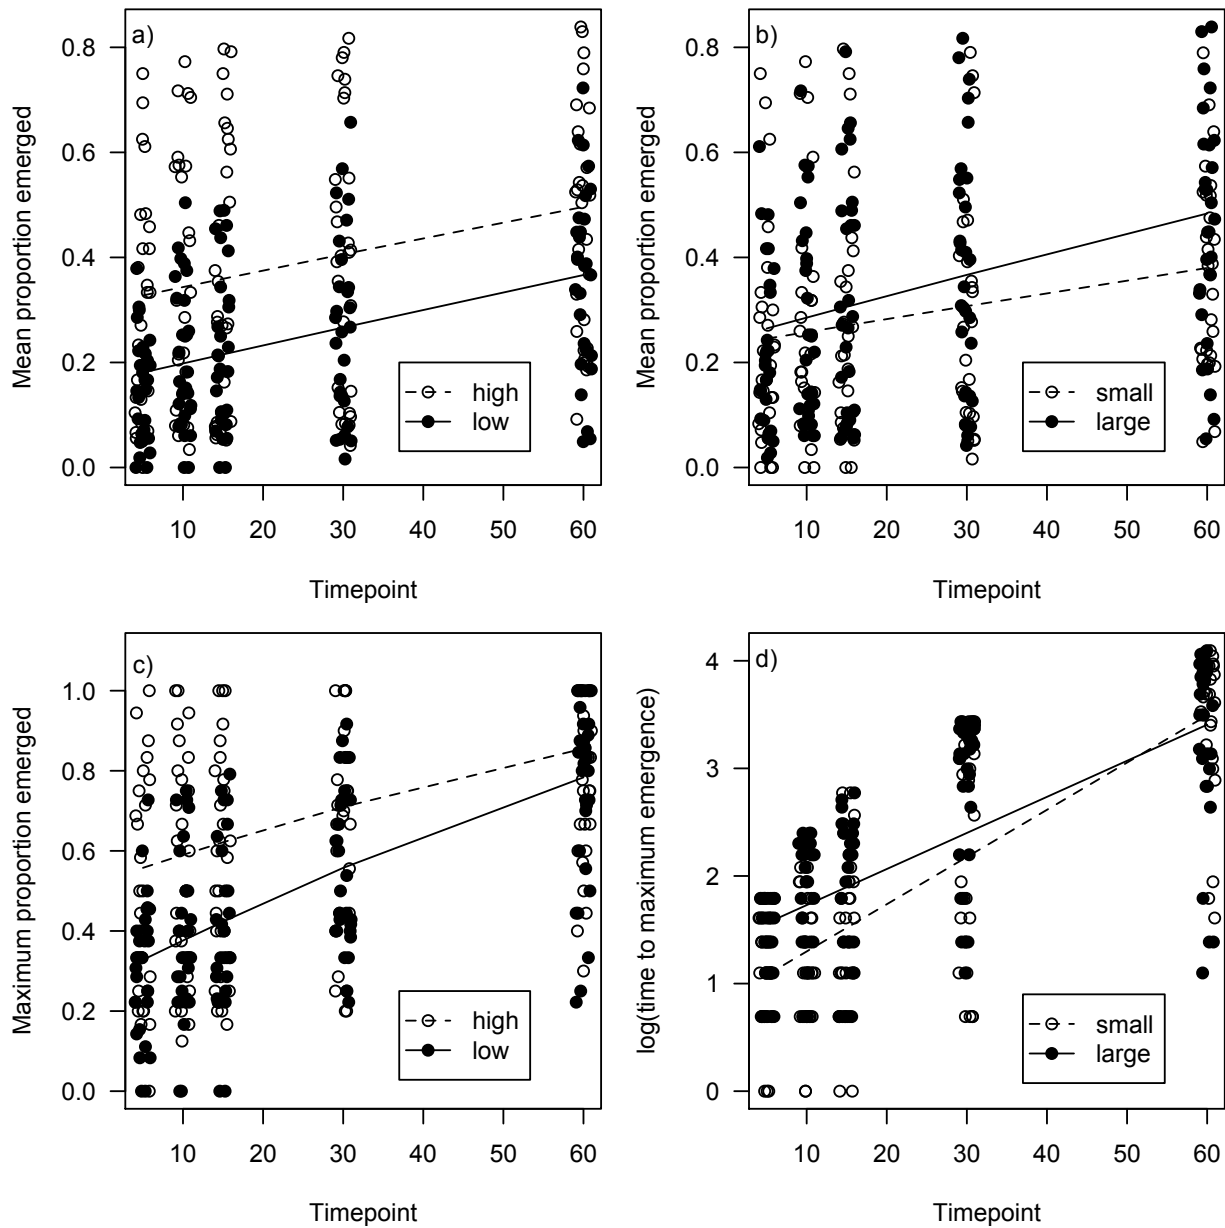 a)
Mean proportion emerged
0.8
0.6
0.4
0.2
0.0
high
low
10 20 30 40 50 60
Timepoint
b)
Mean proportion emerged
0.8
0.6
0.4
0.2
0.0
small
large
10 20 30 40 50 60
Timepoint
c)
Maximum proportion emerged
1.0
0.8
0.6
0.4
0.2
0.0
high
low
10 20 30 40 50 60
Timepoint
d)
log(time to maximum emergence)
4
3
2
1
0
small
large
10 20 30 40 50 60
Timepoint